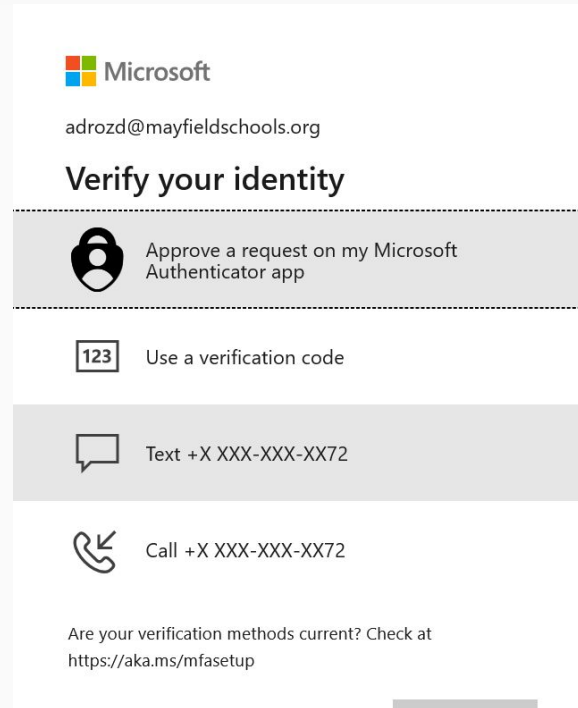 Microsoft
adrozd@mayfieldschools.org
Verify your identity
Approve a request on my Microsoft
Authenticator app
123
Use a verification code
Text +X XXX-XXX-XX72
Call +X XXX-XXX-XX72
Are your verification methods current? Check at
https://aka.ms/mfasetup